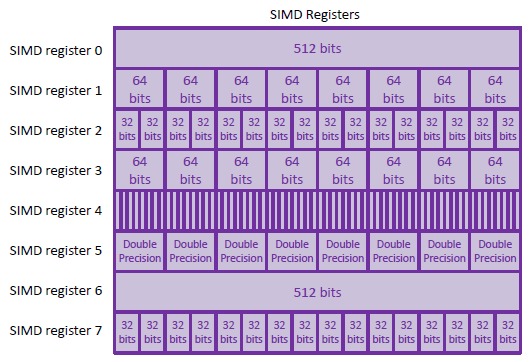 SIMD Registers
SIMD register 0
512 bits
SIMD register 1
64 64 64 64 64 64 64 64
bits bits bits bits bits bits bits bits
SIMD register 2
32 32 32 32 32 32 32 32 32 32 32 32 32 32 32 32
bits bits bits bits bits bits bits bits bits bits bits bits bits bits bits bits
SIMD register 3
64 64 64 64 64 64 64 64
bits bits bits bits bits bits bits bits
SIMD register 4
SIMD register 5
Double Double Double Double Double Double Double Double
Precision Precision Precision Precision Precision Precision Precision Precision
SIMD register 6
512 bits
SIMD register 7
32 32 32 32 32 32 32 32 32 32 32 32 32 32 32 32
bits bits bits bits bits bits bits bits bits bits bits bits bits bits bits bits